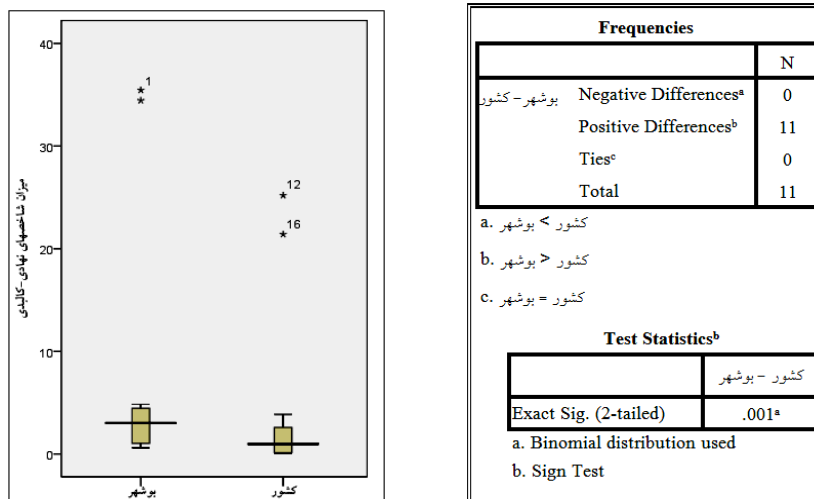 میزان شاخصهای نهادی-کالبدی
40
30
20
10
0
1
12
16
بوشهر
کشور
Frequencies
N
بوشهر - کشور Negative Differencesᵃ 0
Positive Differencesᵇ 11
Tiesᶜ 0
Total 11
a. کشور < بوشهر
b. کشور > بوشهر
c. کشور = بوشهر
Test Statisticsᵇ
کشور - بوشهر
Exact Sig. (2-tailed) .001ᵃ
a. Binomial distribution used
b. Sign Test